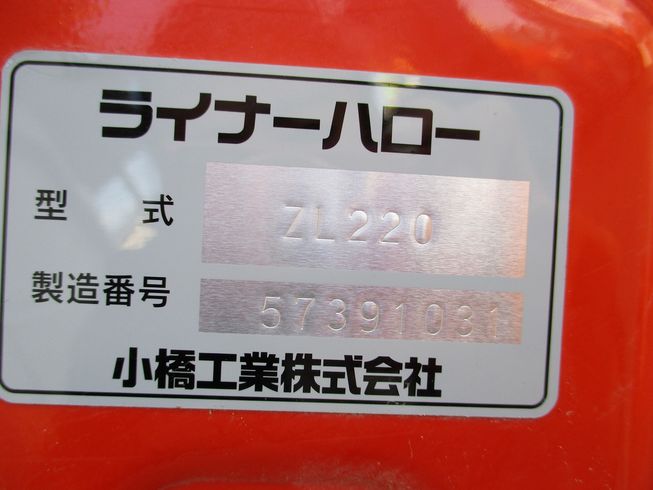 ライナーハロー
型式 ZL220
製造番号 57391031
小橋工業株式会社